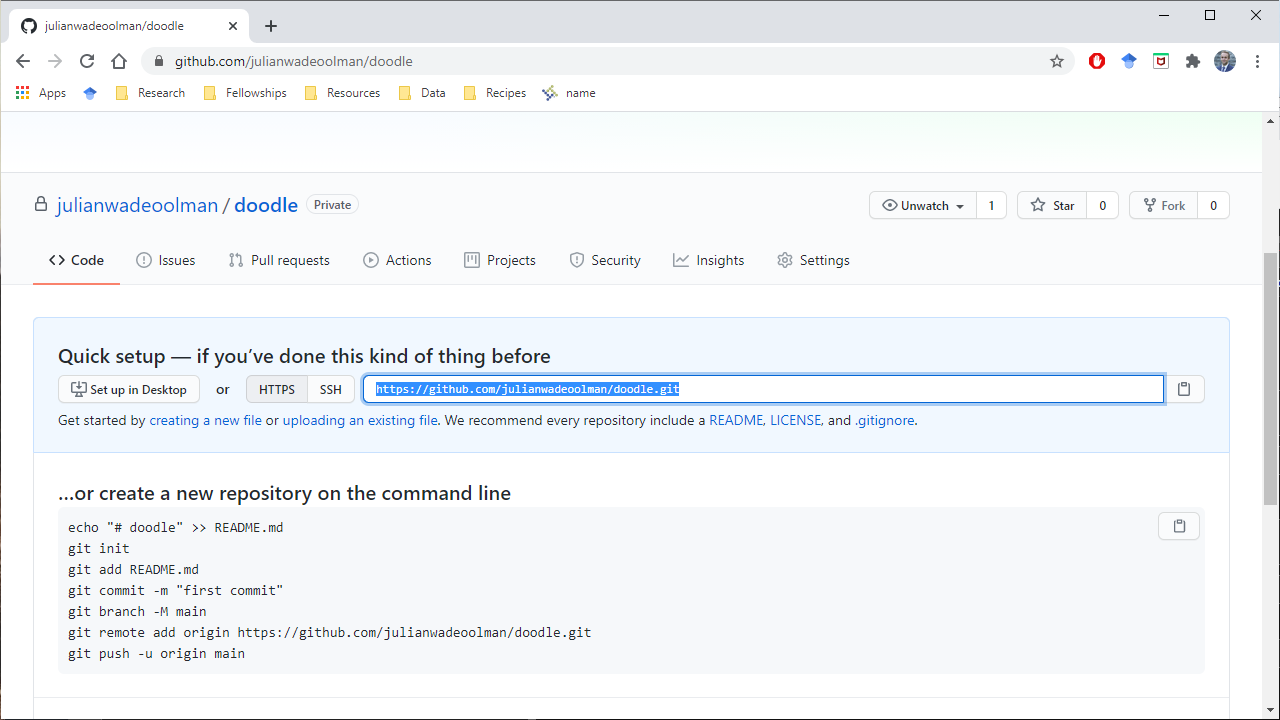 julianwadeoolman/doodle
github.com/julianwadeoolman/doodle
Apps Research Fellowships Resources Data Recipes name
julianwadeoolman / doodle Private Unwatch 1 Star 0 Fork 0
Code Issues Pull requests Actions Projects Security Insights Settings
Quick setup — if you’ve done this kind of thing before
Set up in Desktop or HTTPS SSH https://github.com/julianwadeoolman/doodle.git
Get started by creating a new file or uploading an existing file. We recommend every repository include a README, LICENSE, and .gitignore.
…or create a new repository on the command line
echo "# doodle" >> README.md
git init
git add README.md
git commit -m "first commit"
git branch -M main
git remote add origin https://github.com/julianwadeoolman/doodle.git
git push -u origin main